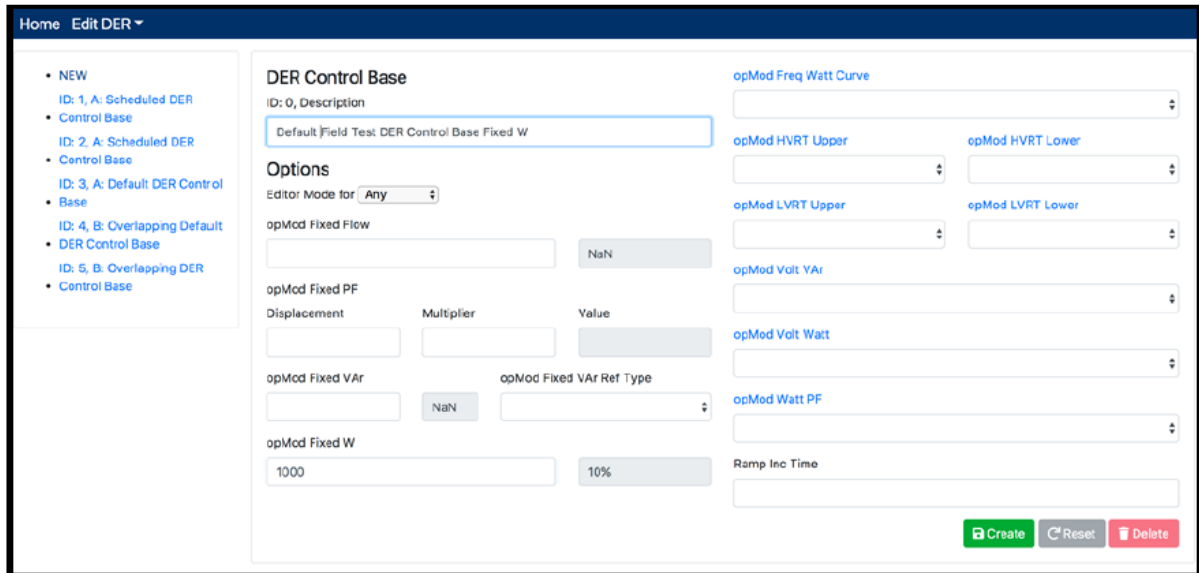 Home Edit DER
NEW
ID: 1, A: Scheduled DER
Control Base
ID: 2, A: Scheduled DER
Control Base
ID: 3, A: Default DER Control
Base
ID: 4, B: Overlapping Default
DER Control Base
ID: 5, B: Overlapping DER
Control Base
DER Control Base
ID: 0, Description
Default Field Test DER Control Base Fixed W
Options
Editor Mode for Any
opMod Fixed Flow
NaN
opMod Fixed PF
Displacement Multiplier Value
opMod Fixed VAr opMod Fixed VAr Ref Type
NaN
opMod Fixed W
1000 10%
opMod Freq Watt Curve
opMod HVRT Upper opMod HVRT Lower
opMod LVRT Upper opMod LVRT Lower
opMod Volt VAr
opMod Volt Watt
opMod Watt PF
Ramp Inc Time
Create Reset Delete